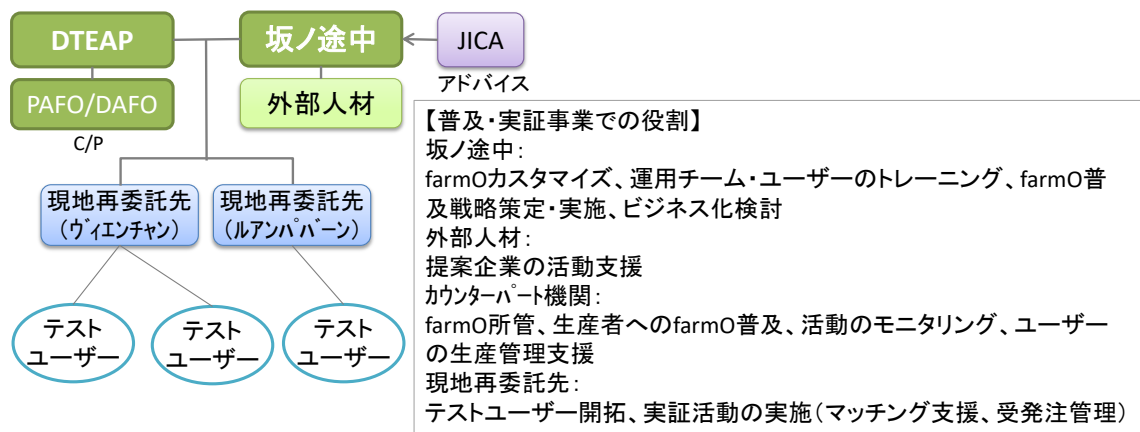 DTEAP
坂ノ途中
JICA
アドバイス
PAFO/DAFO
外部人材
C/P
現地再委託先
（ヴィエンチャン）
現地再委託先
（ルアンパバーン）
テスト
ユーザー
テスト
ユーザー
テスト
ユーザー
【普及・実証事業での役割】
坂ノ途中：
farmOカスタマイズ、運用チーム・ユーザーのトレーニング、farmO普
及戦略策定・実施、ビジネス化検討
外部人材：
提案企業の活動支援
カウンターパート機関：
farmO所管、生産者へのfarmO普及、活動のモニタリング、ユーザー
の生産管理支援
現地再委託先：
テストユーザー開拓、実証活動の実施（マッチング支援、受発注管理）